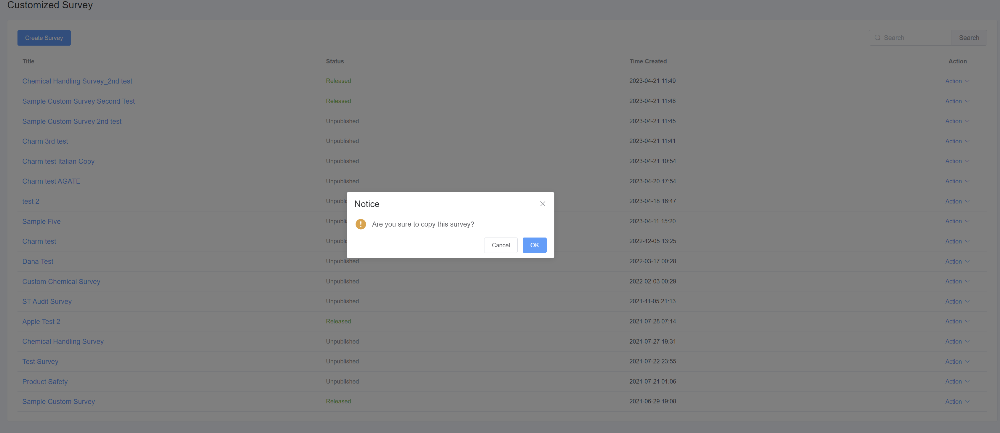 Customized Survey
Create Survey
Search Search
Title Status Time Created Action
Chemical Handling Survey_2nd test Released 2023-04-21 11:49 Action
Sample Custom Survey Second Test Released 2023-04-21 11:48 Action
Sample Custom Survey 2nd test Unpublished 2023-04-21 11:45 Action
Charm 3rd test Unpublished 2023-04-21 11:41 Action
Charm test Italian Copy Unpublished 2023-04-21 10:54 Action
Charm test AGATE Unpublished 2023-04-20 17:54 Action
test 2 Unpubli 2023-04-18 16:47 Action
Notice
Sample Five Unpubli 2023-04-11 15:20 Action
Are you sure to copy this survey?
Charm test Unpubli 2022-12-05 13:25 Action
Cancel OK
Dana Test Unpublished 2022-03-17 00:28 Action
Custom Chemical Survey Unpublished 2022-02-03 00:29 Action
ST Audit Survey Unpublished 2021-11-05 21:13 Action
Apple Test 2 Released 2021-07-28 07:14 Action
Chemical Handling Survey Unpublished 2021-07-27 19:31 Action
Test Survey Unpublished 2021-07-22 23:55 Action
Product Safety Unpublished 2021-07-21 01:06 Action
Sample Custom Survey Released 2021-06-29 19:08 Action